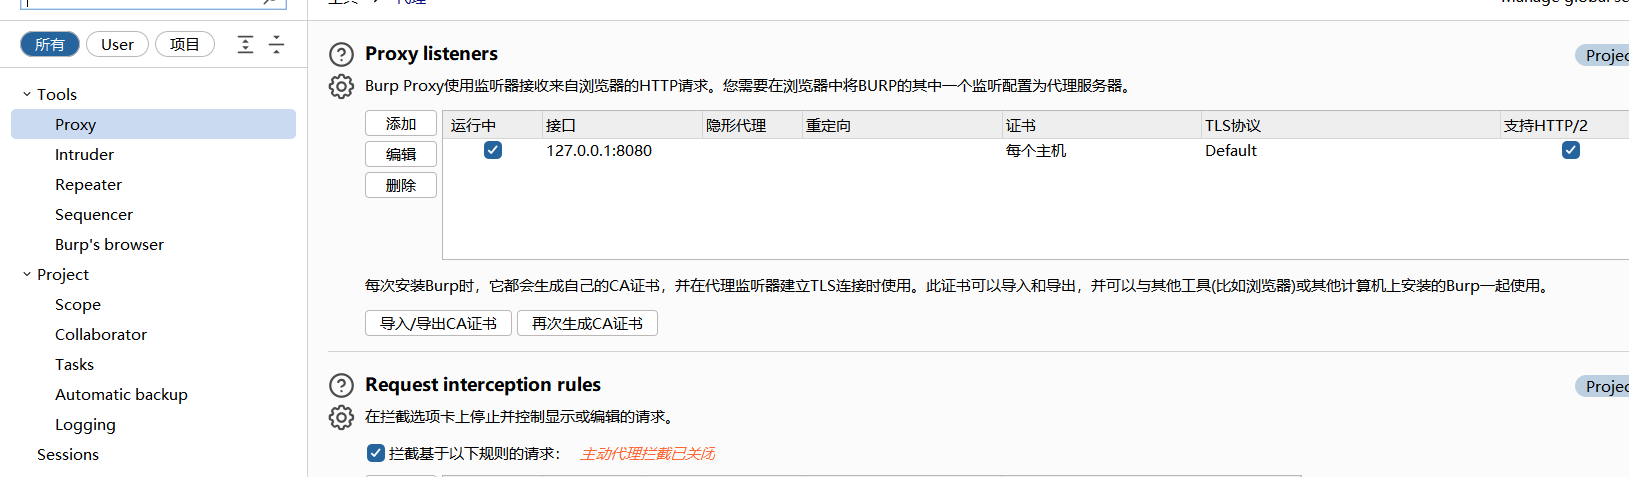 工具 > 代理
Manage global se
所有 User 项目
Tools
Proxy
Intruder
Repeater
Sequencer
Burp's browser
Project
Scope
Collaborator
Tasks
Automatic backup
Logging
Sessions
Proxy listeners
Projec
Burp Proxy使用监听器接收来自浏览器的HTTP请求。您需要在浏览器中将BURP的其中一个监听配置为代理服务器。
添加
编辑
删除
运行中 接口 隐形代理 重定向 证书 TLS协议 支持HTTP/2
127.0.0.1:8080 每个主机 Default
每次安装Burp时，它都会生成自己的CA证书，并在代理监听器建立TLS连接时使用。此证书可以导入和导出，并可以与其他工具(比如浏览器)或其他计算机上安装的Burp一起使用。
导入/导出CA证书 再次生成CA证书
Request interception rules
Projec
在拦截选项卡上停止并控制显示或编辑的请求。
拦截基于以下规则的请求： 主动代理拦截已关闭